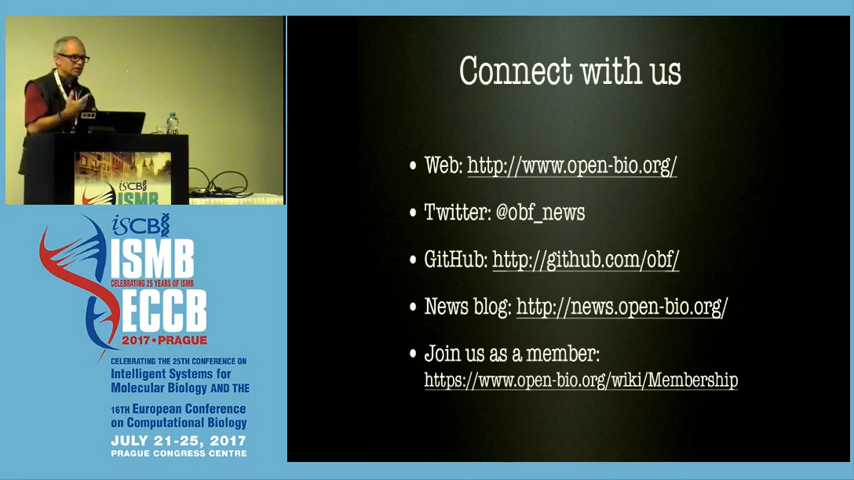 Connect with us
• Web: http://www.open-bio.org/
• Twitter: @obf_news
• GitHub: http://github.com/obf/
• News blog: http://news.open-bio.org/
• Join us as a member:
https://www.open-bio.org/wiki/Membership
iSCB
ISMB
iSCB
ISMB
CELEBRATING 25 YEARS OF ISMB
ECCB
2017 • PRAGUE
CELEBRATING THE 25TH CONFERENCE ON
Intelligent Systems for
Molecular Biology AND THE
16TH European Conference
on Computational Biology
JULY 21-25, 2017
PRAGUE CONGRESS CENTRE